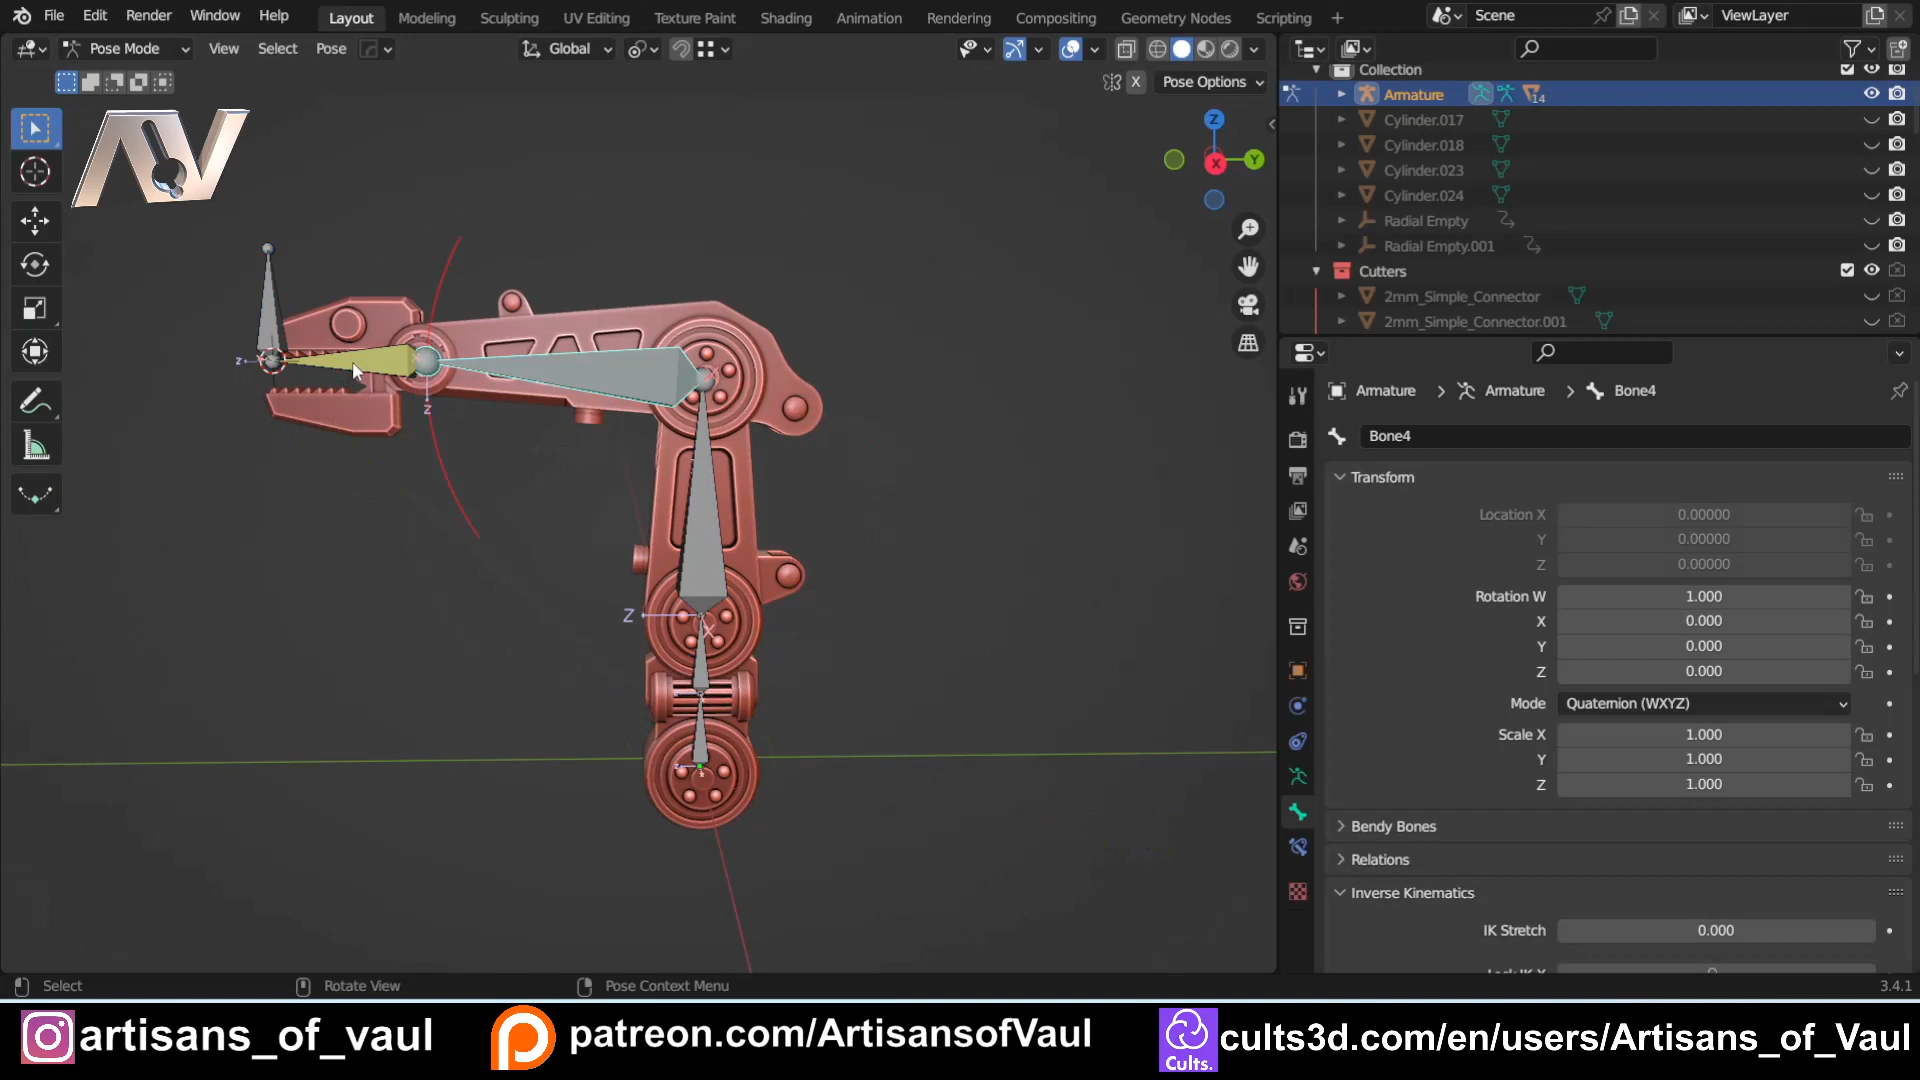 File Edit Render Window Help Layout Modeling Sculpting UV Editing Texture Paint Shading Animation Rendering Compositing Geometry Nodes Scripting + Scene ViewLayer
Pose Mode View Select Pose Global
X Pose Options
AV
Z
Y
X
z
z
Z
X
z
Collection
Armature 14
Cylinder.017
Cylinder.018
Cylinder.023
Cylinder.024
Radial Empty
Radial Empty.001
Cutters
2mm_Simple_Connector
2mm_Simple_Connector.001
Armature > Armature > Bone4
Bone4
Transform
Location X 0.00000
Y 0.00000
Z 0.00000
Rotation W 1.000
X 0.000
Y 0.000
Z 0.000
Mode Quaternion (WXYZ)
Scale X 1.000
Y 1.000
Z 1.000
Bendy Bones
Relations
Inverse Kinematics
IK Stretch 0.000
Select Rotate View Pose Context Menu 3.4.1
artisans_of_vaul patreon.com/ArtisansofVaul Cults. cults3d.com/en/users/Artisans_of_Vaul